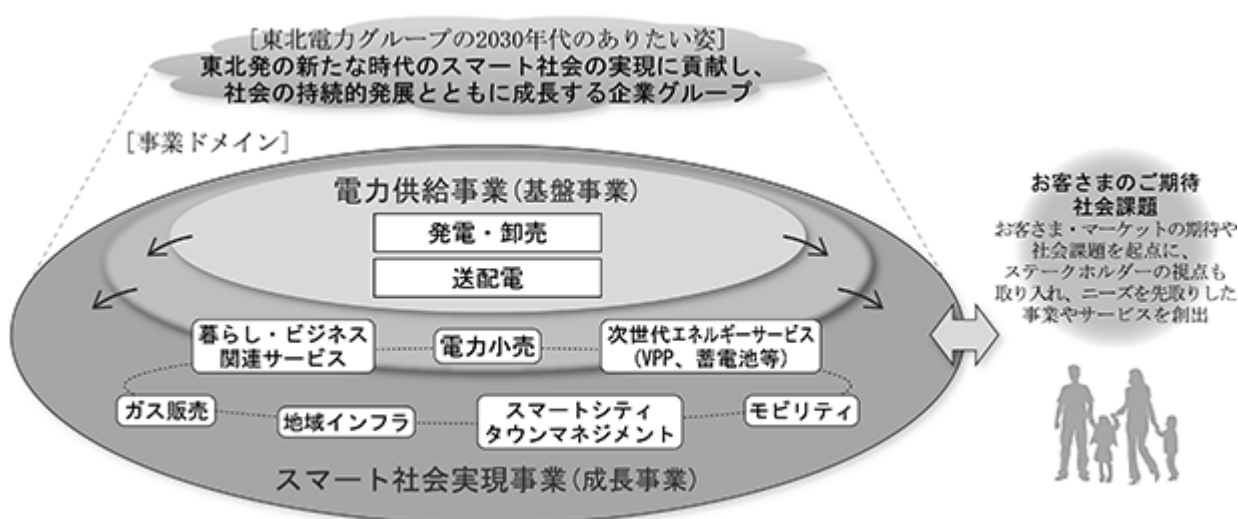 [東北電力グループの2030年代のありたい姿]
東北発の新たな時代のスマート社会の実現に貢献し、
社会の持続的発展とともに成長する企業グループ
[事業ドメイン]
電力供給事業(基盤事業)
発電・卸売
送配電
暮らし・ビジネス
関連サービス
電力小売
次世代エネルギーサービス
(VPP、蓄電池等)
ガス販売
地域インフラ
スマートシティ
タウンマネジメント
モビリティ
スマート社会実現事業(成長事業)
お客さまのご期待
社会課題
お客さま・マーケットの期待や
社会課題を起点に、
ステークホルダーの視点も
取り入れ、ニーズを先取りした
事業やサービスを創出